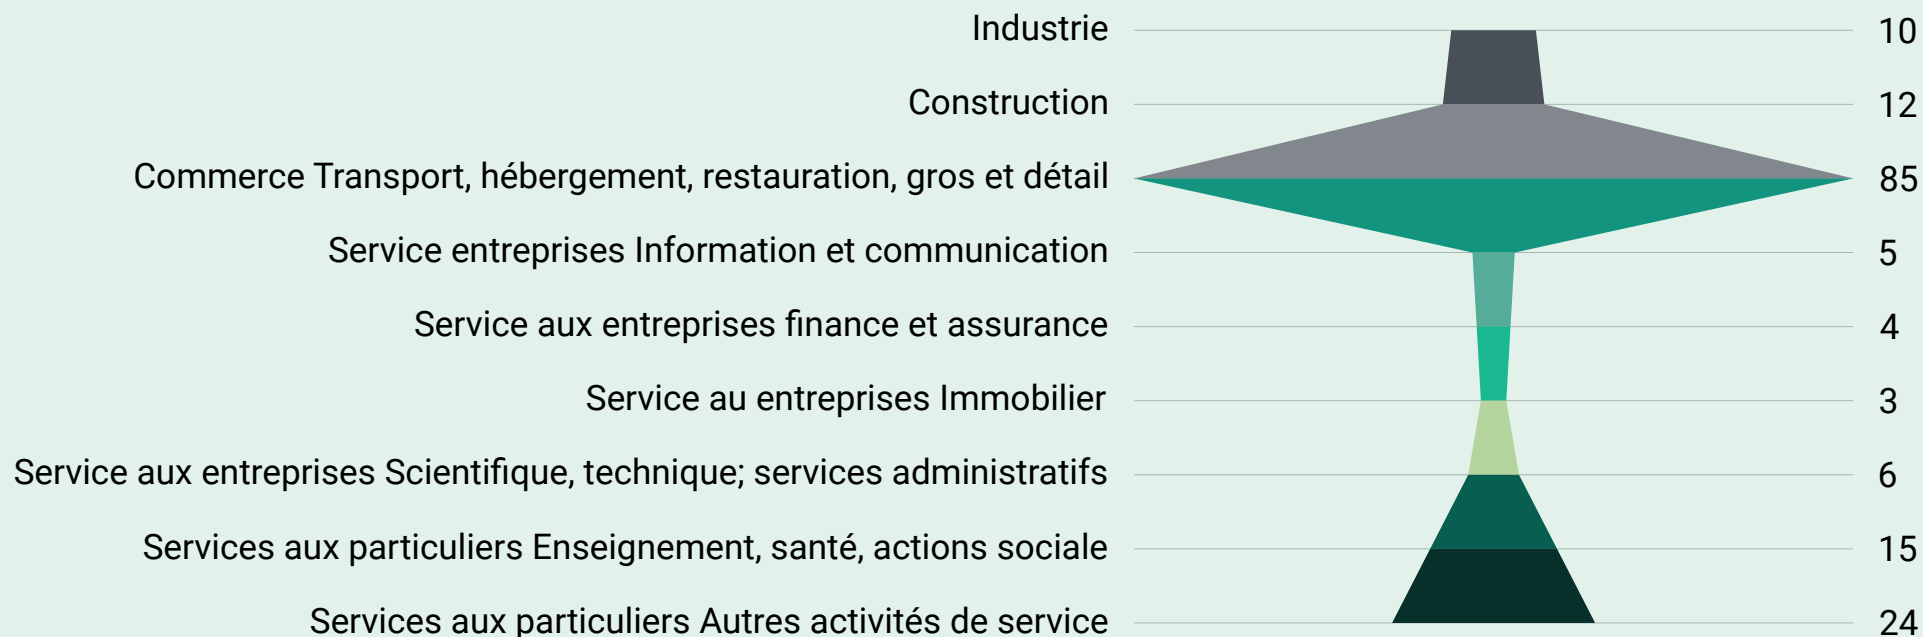 Industrie 10
Construction 12
Commerce Transport, hébergement, restauration, gros et détail 85
Service entreprises Information et communication 5
Service aux entreprises finance et assurance 4
Service au entreprises Immobilier 3
Service aux entreprises Scientifique, technique; services administratifs 6
Services aux particuliers Enseignement, santé, actions sociale 15
Services aux particuliers Autres activités de service 24